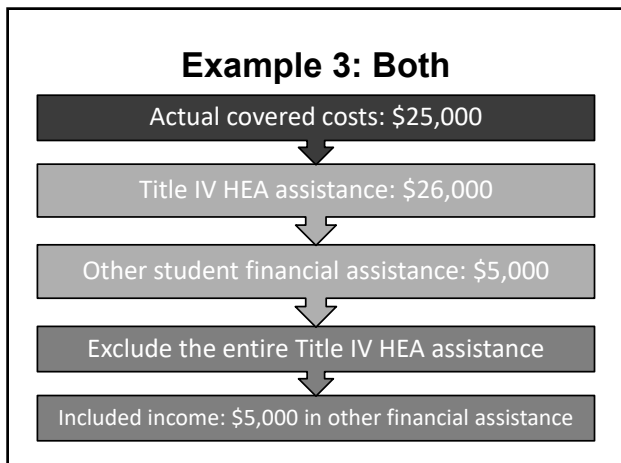 Example 3: Both
Actual covered costs: $25,000
Title IV HEA assistance: $26,000
Other student financial assistance: $5,000
Exclude the entire Title IV HEA assistance
Included income: $5,000 in other financial assistance